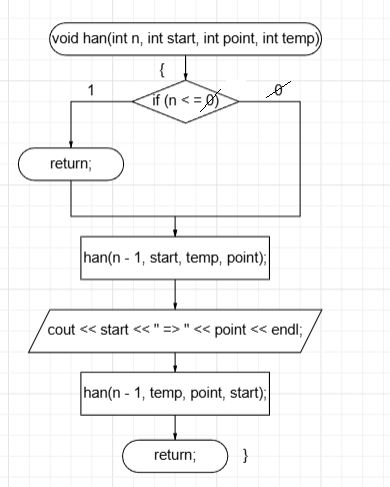 void han(int n, int start, int point, int temp)
{
1
if (n < = 0)
0
return;
han(n - 1, start, temp, point);
cout << start << " => " << point << endl;
han(n - 1, temp, point, start);
return;
}